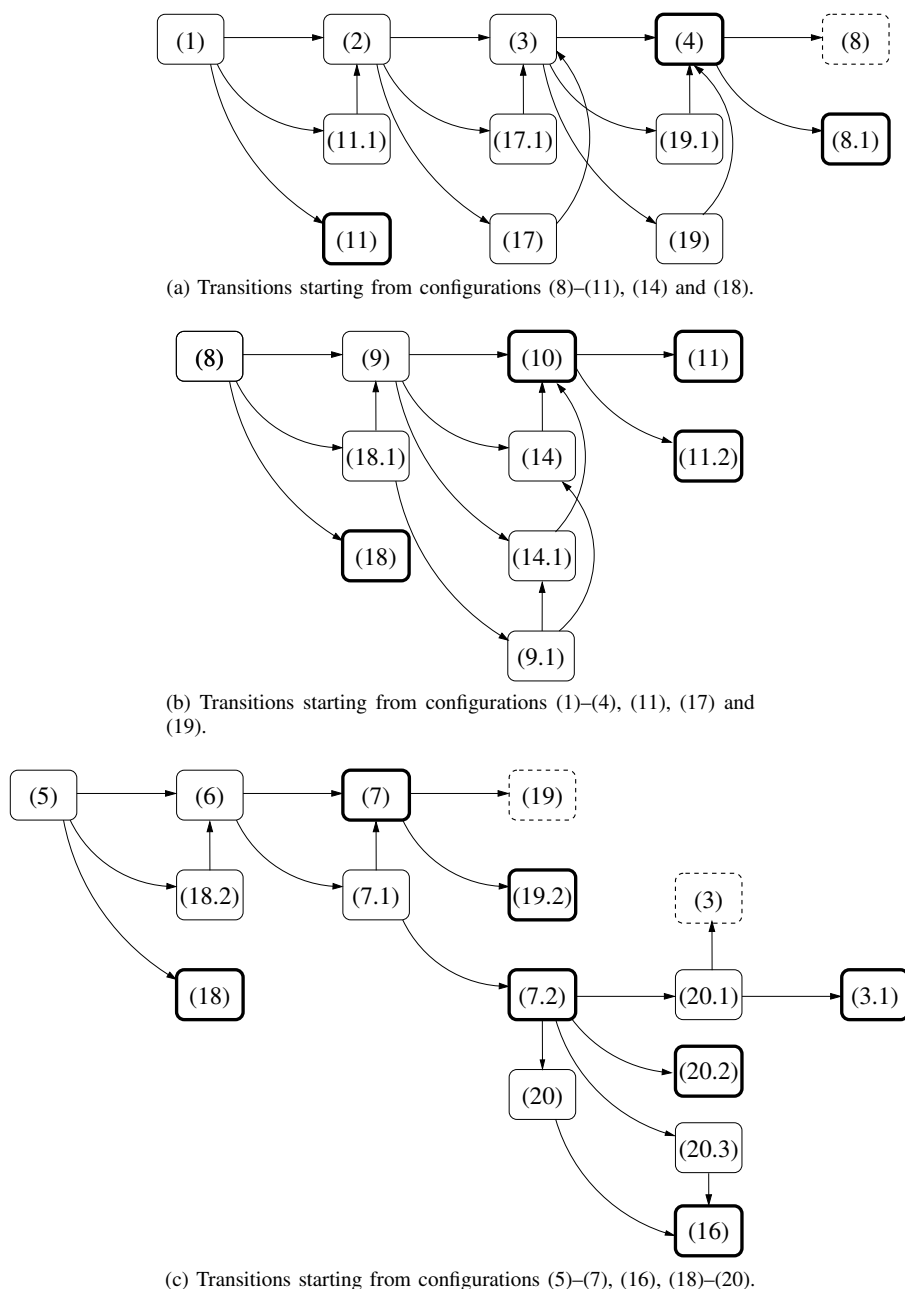 (1) (2) (3) (4) (8)
(11.1) (17.1) (19.1) (8.1)
(11) (17) (19)
(a) Transitions starting from configurations (8)–(11), (14) and (18).
(8) (9) (10) (11)
(18.1) (14) (11.2)
(18) (14.1)
(9.1)
(b) Transitions starting from configurations (1)–(4), (11), (17) and
(19).
(5) (6) (7) (19)
(18.2) (7.1) (19.2) (3)
(18) (7.2) (20.1) (3.1)
(20.2)
(20)
(20.3)
(16)
(c) Transitions starting from configurations (5)–(7), (16), (18)–(20).